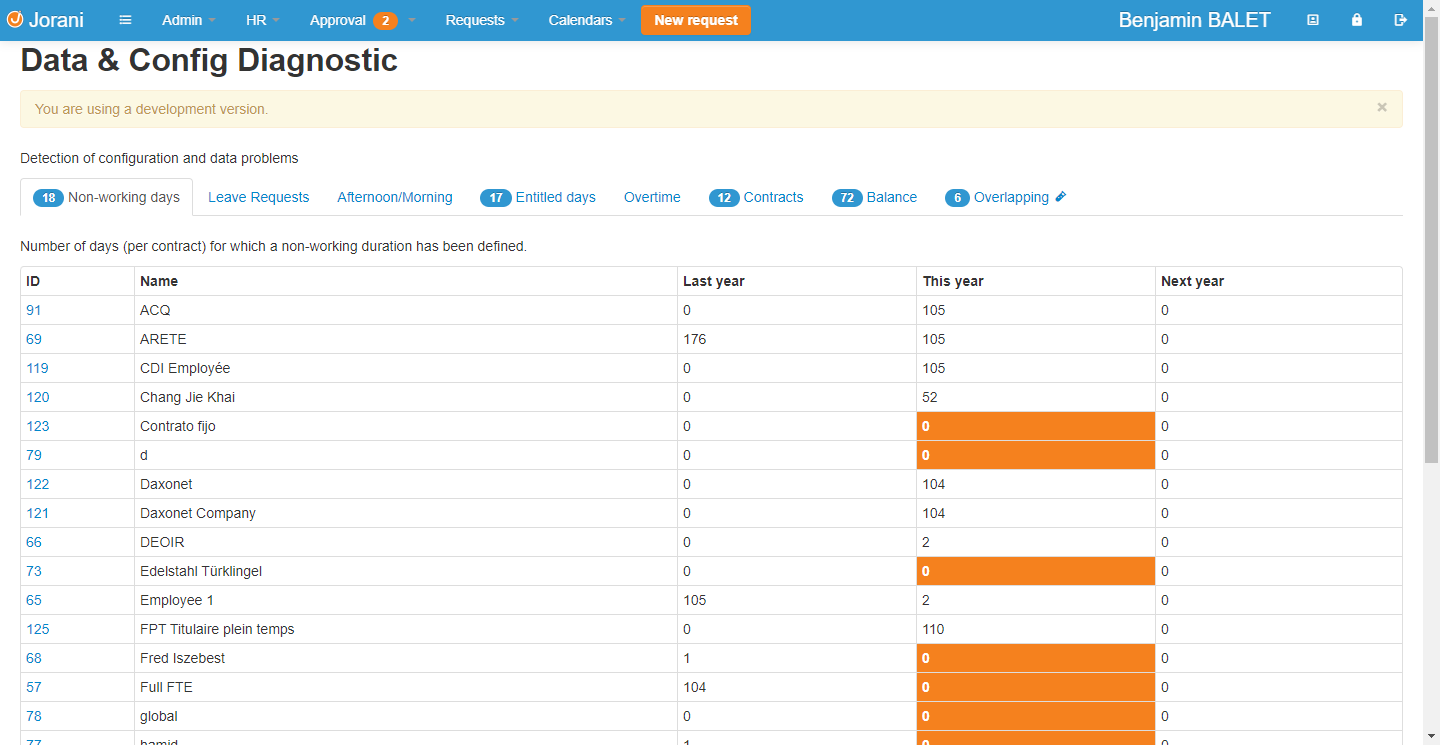 Jorani Admin HR Approval 2 Requests Calendars New request Benjamin BALET
Data & Config Diagnostic
You are using a development version. ×
Detection of configuration and data problems
18 Non-working days Leave Requests Afternoon/Morning 17 Entitled days Overtime 12 Contracts 72 Balance 6 Overlapping
Number of days (per contract) for which a non-working duration has been defined.
ID Name Last year This year Next year
91 ACQ 0 105 0
69 ARETE 176 105 0
119 CDI Employée 0 105 0
120 Chang Jie Khai 0 52 0
123 Contrato fijo 0 0 0
79 d 0 0 0
122 Daxonet 0 104 0
121 Daxonet Company 0 104 0
66 DEOIR 0 2 0
73 Edelstahl Türklingel 0 0 0
65 Employee 1 105 2 0
125 FPT Titulaire plein temps 0 110 0
68 Fred Iszebest 1 0 0
57 Full FTE 104 0 0
78 global 0 0 0
77 hamid 1 0 0